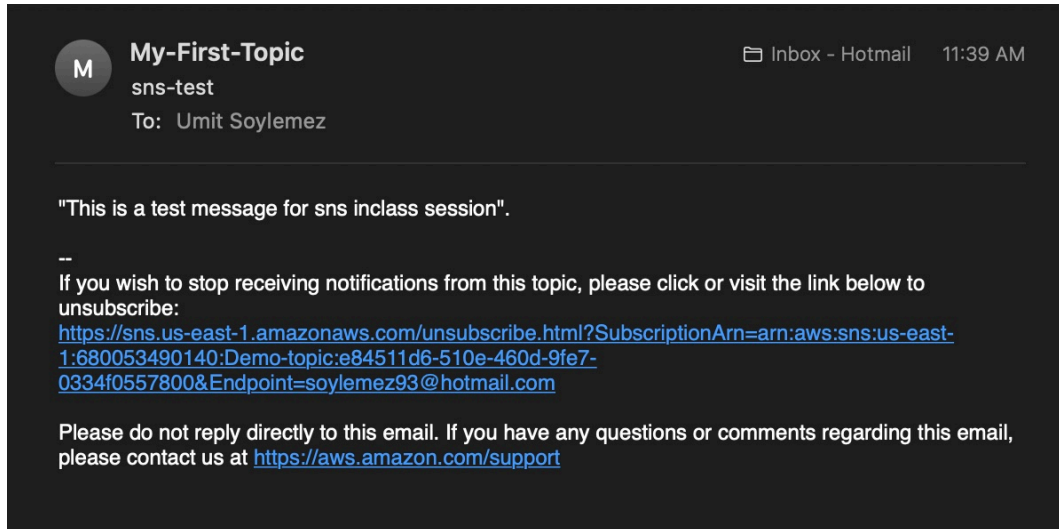 M
My-First-Topic
Inbox - Hotmail 11:39 AM
sns-test
To: Umit Soylemez
"This is a test message for sns inclass session".
--
If you wish to stop receiving notifications from this topic, please click or visit the link below to
unsubscribe:
https://sns.us-east-1.amazonaws.com/unsubscribe.html?SubscriptionArn=arn:aws:sns:us-east-
1:680053490140:Demo-topic:e84511d6-510e-460d-9fe7-
0334f0557800&Endpoint=soylemez93@hotmail.com
Please do not reply directly to this email. If you have any questions or comments regarding this email,
please contact us at https://aws.amazon.com/support